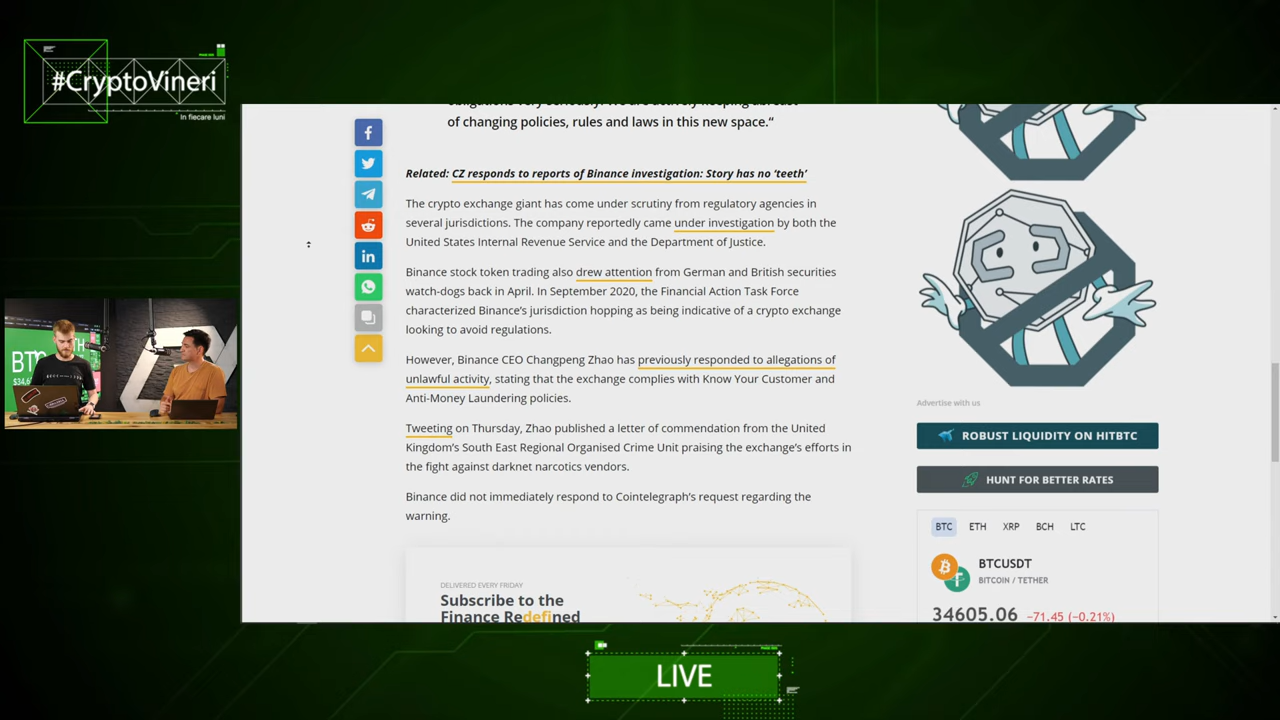 #CryptoVineri
In fiecare luni
of changing policies, rules and laws in this new space.“
Related: CZ responds to reports of Binance investigation: Story has no ‘teeth’
The crypto exchange giant has come under scrutiny from regulatory agencies in
several jurisdictions. The company reportedly came under investigation by both the
United States Internal Revenue Service and the Department of Justice.
Binance stock token trading also drew attention from German and British securities
watch-dogs back in April. In September 2020, the Financial Action Task Force
characterized Binance’s jurisdiction hopping as being indicative of a crypto exchange
looking to avoid regulations.
However, Binance CEO Changpeng Zhao has previously responded to allegations of
unlawful activity, stating that the exchange complies with Know Your Customer and
Anti-Money Laundering policies.
Tweeting on Thursday, Zhao published a letter of commendation from the United
Kingdom’s South East Regional Organised Crime Unit praising the exchange’s efforts in
the fight against darknet narcotics vendors.
Binance did not immediately respond to Cointelegraph’s request regarding the
warning.
DELIVERED EVERY FRIDAY
Subscribe to the
Finance Redefined
Advertise with us
ROBUST LIQUIDITY ON HITBTC
HUNT FOR BETTER RATES
BTC ETH XRP BCH LTC
BTCUSDT
BITCOIN / TETHER
34605.06 −71.45 (−0.21%)
LIVE